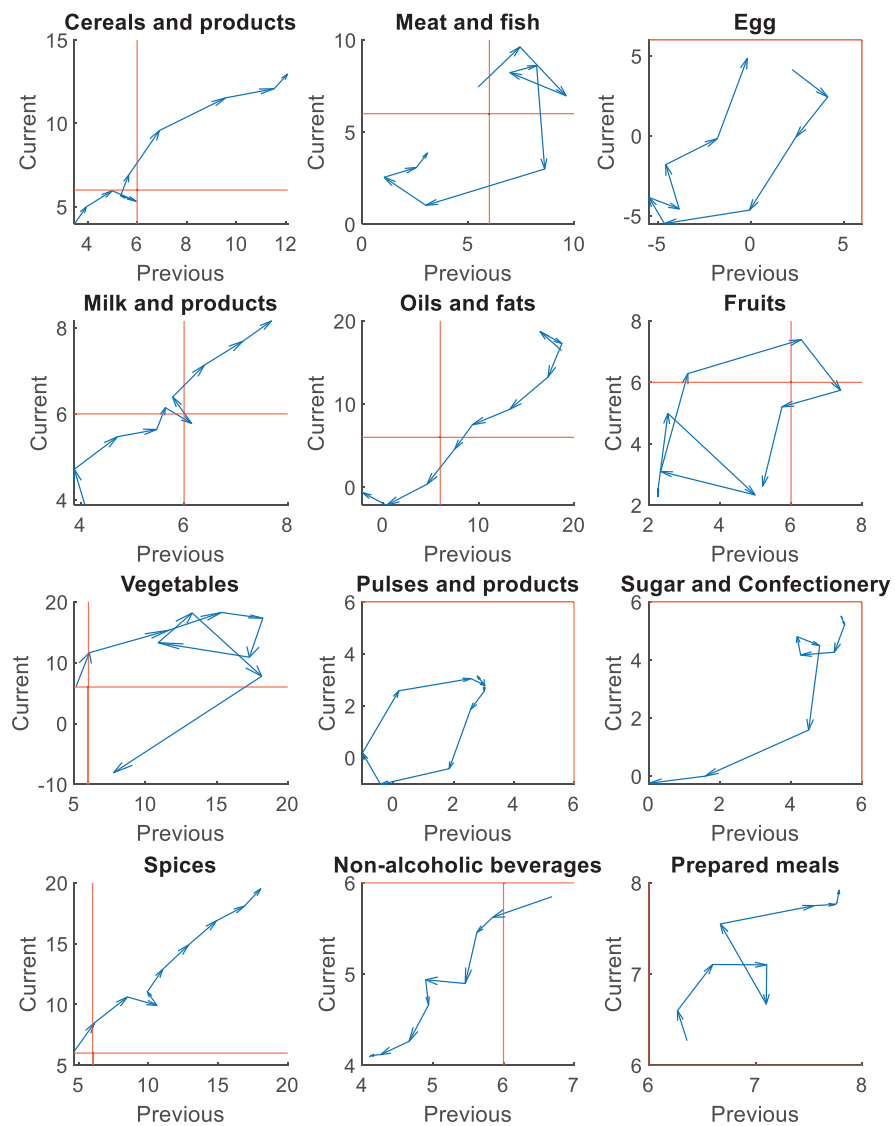 Cereals and products Meat and fish Egg
15 10
5
Current 10 Current 5 Current 0
5 0 -5
4 6 8 10 12 0 5 10 -5 0 5
Previous Previous Previous
Milk and products Oils and fats Fruits
8 20 8
Current 6 Current 10 Current 6
4
4 0 2
4 6 8 0 10 20 2 4 6 8
Previous Previous Previous
Vegetables Pulses and products Sugar and Confectionery
20 6 6
10 4 4
Current 0 Current 2 Current 2
-10 0 0
5 10 15 20 0 2 4 6 0 2 4 6
Previous Previous Previous
Spices Non-alcoholic beverages Prepared meals
20 6 8
15
Current 10 Current 5 Current 7
5 4 6
5 10 15 20 4 5 6 7 6 7 8
Previous Previous Previous